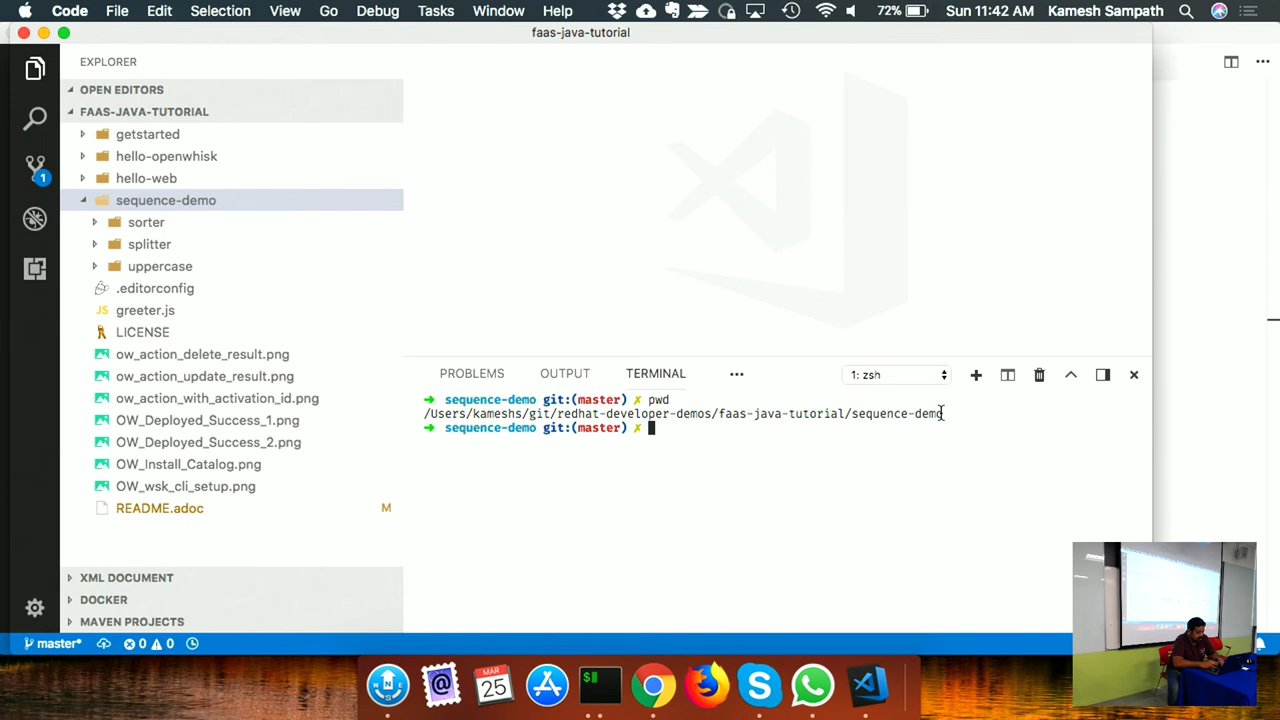 Code File Edit Selection View Go Debug Tasks Window Help 72% Sun 11:42 AM Kamesh Sampath
faas-java-tutorial
EXPLORER
OPEN EDITORS
FAAS-JAVA-TUTORIAL
getstarted
hello-openwhisk
hello-web
sequence-demo
sorter
splitter
uppercase
.editorconfig
JS greeter.js
LICENSE
ow_action_delete_result.png
ow_action_update_result.png
ow_action_with_activation_id.png
OW_Deployed_Success_1.png
OW_Deployed_Success_2.png
OW_Install_Catalog.png
OW_wsk_cli_setup.png
README.adoc M
XML DOCUMENT
DOCKER
MAVEN PROJECTS
1
PROBLEMS OUTPUT TERMINAL ••• 1: zsh
➜ sequence-demo git:(master) ✗ pwd
/Users/kameshs/git/redhat-developer-demos/faas-java-tutorial/sequence-demo
➜ sequence-demo git:(master) ✗
master* 0 0
@ MAR 25 $